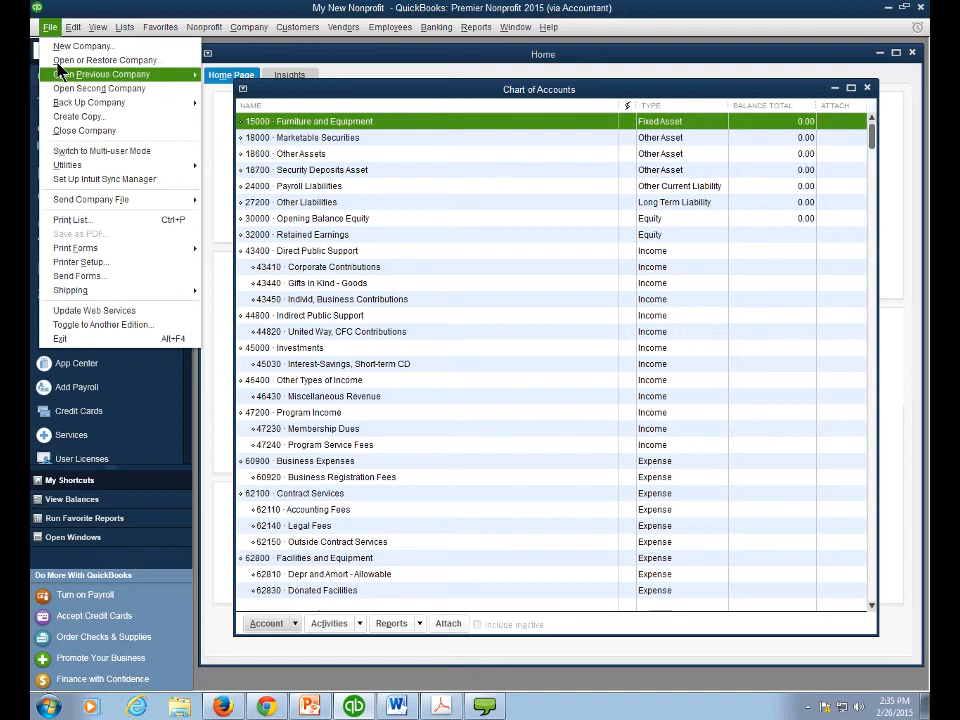 My New Nonprofit - QuickBooks: Premier Nonprofit 2015 (via Accountant)
File Edit View Lists Favorites Nonprofit Company Customers Vendors Employees Banking Reports Window Help
New Company...
Open or Restore Company...
Previous Company
Open Second Company
Back Up Company
Create Copy...
Close Company
Switch to Multi-user Mode
Utilities
Set Up Intuit Sync Manager
Send Company File
Print List... Ctrl+P
Save as PDF...
Print Forms
Printer Setup...
Send Forms...
Shipping
Update Web Services
Toggle to Another Edition...
Exit Alt+F4
App Center
Add Payroll
Credit Cards
Services
User Licenses
My Shortcuts
View Balances
Run Favorite Reports
Open Windows
Do More With QuickBooks
Turn on Payroll
Accept Credit Cards
Order Checks & Supplies
Promote Your Business
Finance with Confidence
Home
Home Page Insights
Chart of Accounts
NAME TYPE BALANCE TOTAL ATTACH
15000 · Furniture and Equipment Fixed Asset 0.00
18000 · Marketable Securities Other Asset 0.00
18600 · Other Assets Other Asset 0.00
18700 · Security Deposits Asset Other Asset 0.00
24000 · Payroll Liabilities Other Current Liability 0.00
27200 · Other Liabilities Long Term Liability 0.00
30000 · Opening Balance Equity Equity 0.00
32000 · Retained Earnings Equity
43400 · Direct Public Support Income
43410 · Corporate Contributions Income
43440 · Gifts in Kind - Goods Income
43450 · Individ, Business Contributions Income
44800 · Indirect Public Support Income
44820 · United Way, CFC Contributions Income
45000 · Investments Income
45030 · Interest-Savings, Short-term CD Income
46400 · Other Types of Income Income
46430 · Miscellaneous Revenue Income
47200 · Program Income Income
47230 · Membership Dues Income
47240 · Program Service Fees Income
60900 · Business Expenses Expense
60920 · Business Registration Fees Expense
62100 · Contract Services Expense
62110 · Accounting Fees Expense
62140 · Legal Fees Expense
62150 · Outside Contract Services Expense
62800 · Facilities and Equipment Expense
62810 · Depr and Amort - Allowable Expense
62830 · Donated Facilities Expense
Account Activities Reports Attach Include inactive
2:35 PM
2/26/2015